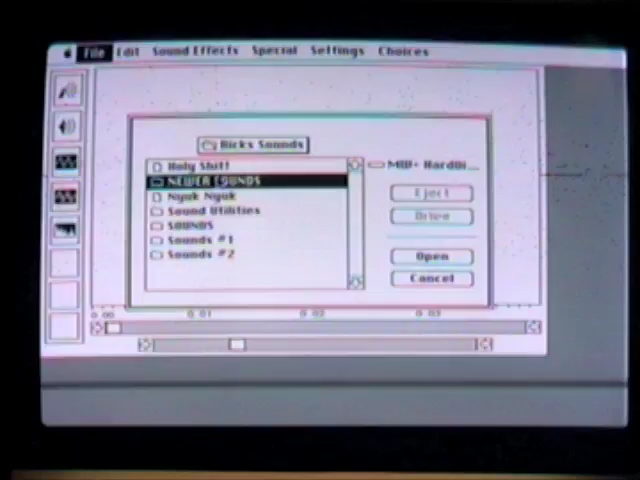 File Edit Sound Effects Special Settings Choices
Ricks Sounds
Holy Shit!
NEWER SOUNDS
Nyuk Nyuk
Sound Utilities
SOUNDS
Sounds #1
Sounds #2
Eject
Drive
Open
Cancel
0.00 0.01 0.02 0.03